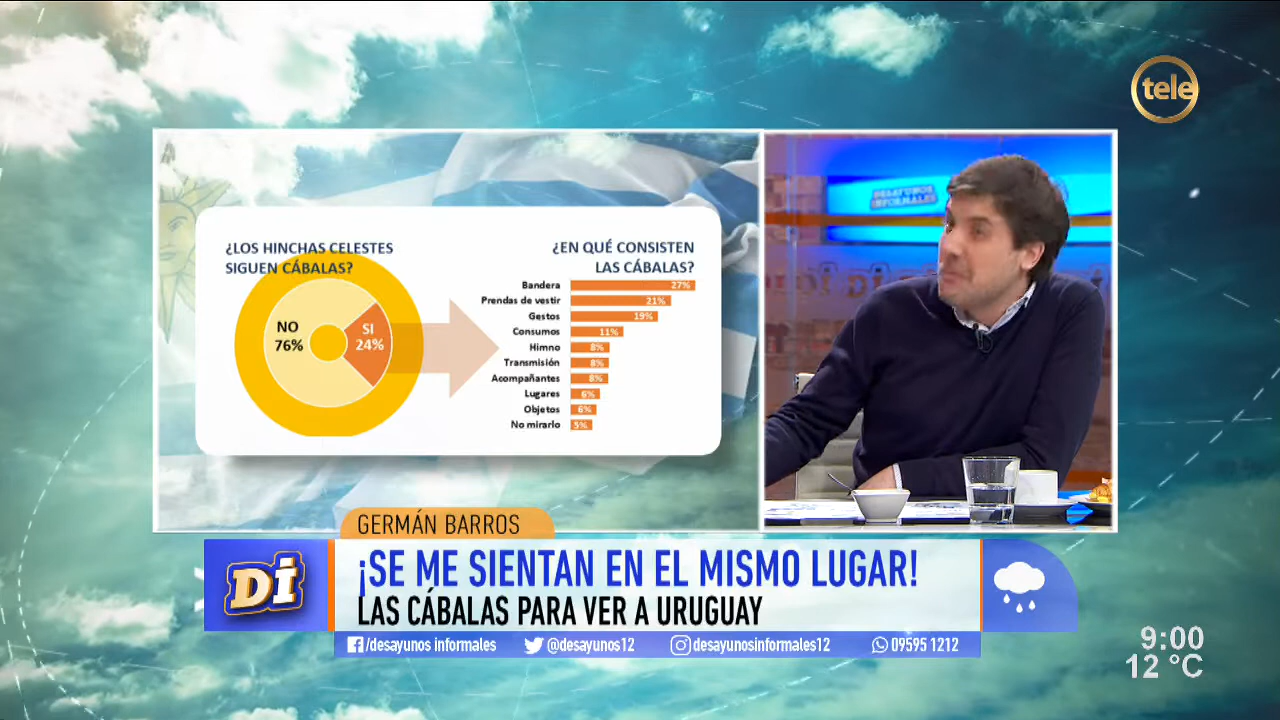 tele
DESAYUNOS
INFORMALES
¿LOS HINCHAS CELESTES
SIGUEN CÁBALAS?
NO
76%
SI
24%
¿EN QUÉ CONSISTEN
LAS CÁBALAS?
Bandera 27%
Prendas de vestir 21%
Gestos 19%
Consumos 11%
Himno 8%
Transmisión 8%
Acompañantes 8%
Lugares 6%
Objetos 6%
No mirarlo 5%
GERMÁN BARROS
Di
¡SE ME SIENTAN EN EL MISMO LUGAR!
LAS CÁBALAS PARA VER A URUGUAY
/desayunos informales @desayunos12 desayunosinformales12 09595 1212
9:00
12 °C